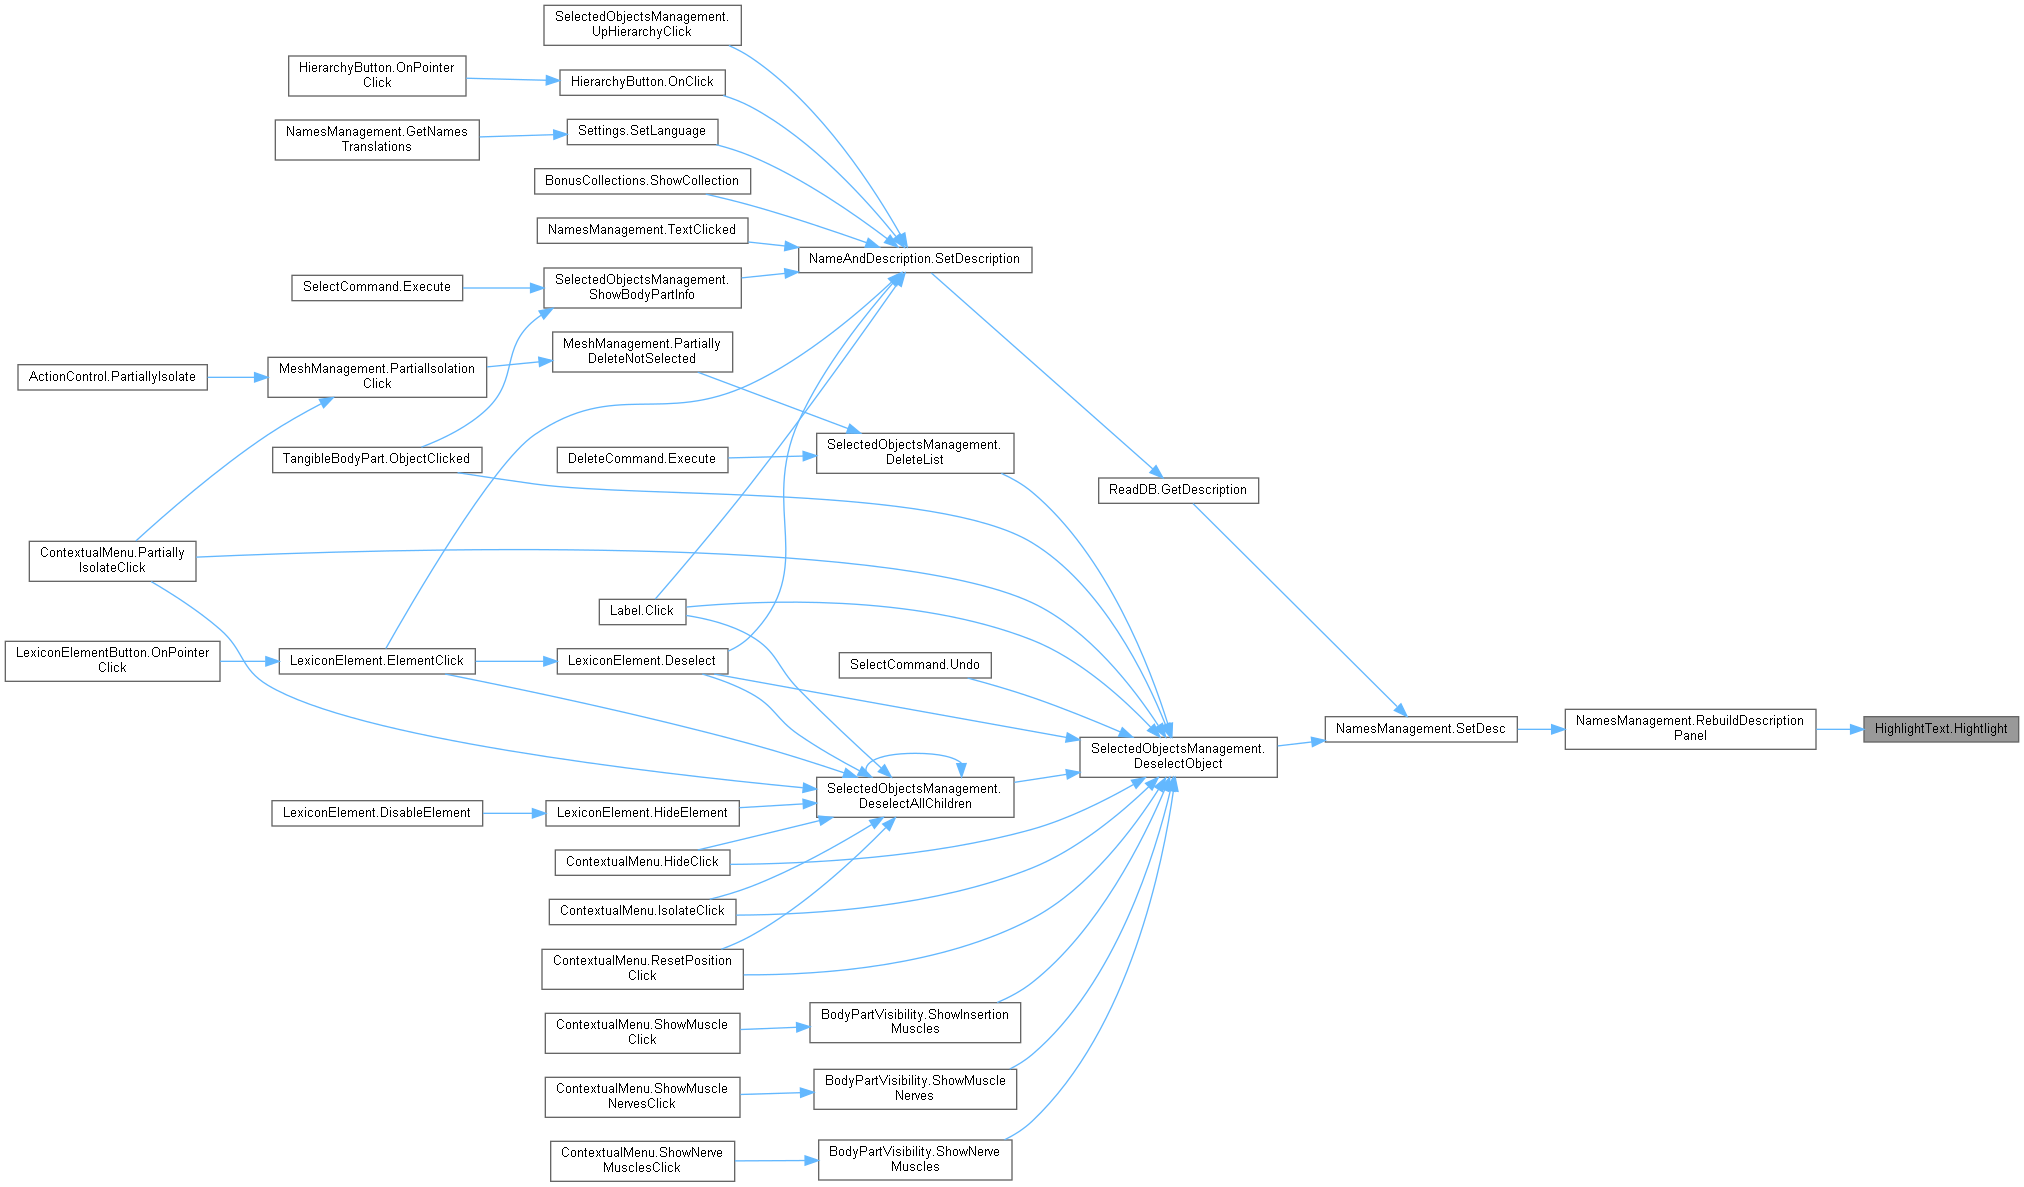 SelectedObjectsManagement.
UpHierarchyClick
HierarchyButton.OnPointer
Click
HierarchyButton.OnClick
NamesManagement.GetNames
Translations
Settings.SetLanguage
BonusCollections.ShowCollection
NamesManagement.TextClicked
NameAndDescription.SetDescription
SelectCommand.Execute
SelectedObjectsManagement.
ShowBodyPartInfo
MeshManagement.Partially
DeleteNotSelected
ActionControl.PartiallyIsolate
MeshManagement.PartialIsolation
Click
TangibleBodyPart.ObjectClicked
DeleteCommand.Execute
SelectedObjectsManagement.
DeleteList
ReadDB.GetDescription
ContextualMenu.Partially
IsolateClick
Label.Click
LexiconElementButton.OnPointer
Click
LexiconElement.ElementClick
LexiconElement.Deselect
SelectCommand.Undo
SelectedObjectsManagement.
DeselectObject
NamesManagement.SetDesc
NamesManagement.RebuildDescription
Panel
HighlightText.Hightlight
SelectedObjectsManagement.
DeselectAllChildren
LexiconElement.DisableElement
LexiconElement.HideElement
ContextualMenu.HideClick
ContextualMenu.IsolateClick
ContextualMenu.ResetPosition
Click
ContextualMenu.ShowMuscle
Click
BodyPartVisibility.ShowInsertion
Muscles
ContextualMenu.ShowMuscle
NervesClick
BodyPartVisibility.ShowMuscle
Nerves
ContextualMenu.ShowNerve
MusclesClick
BodyPartVisibility.ShowNerve
Muscles